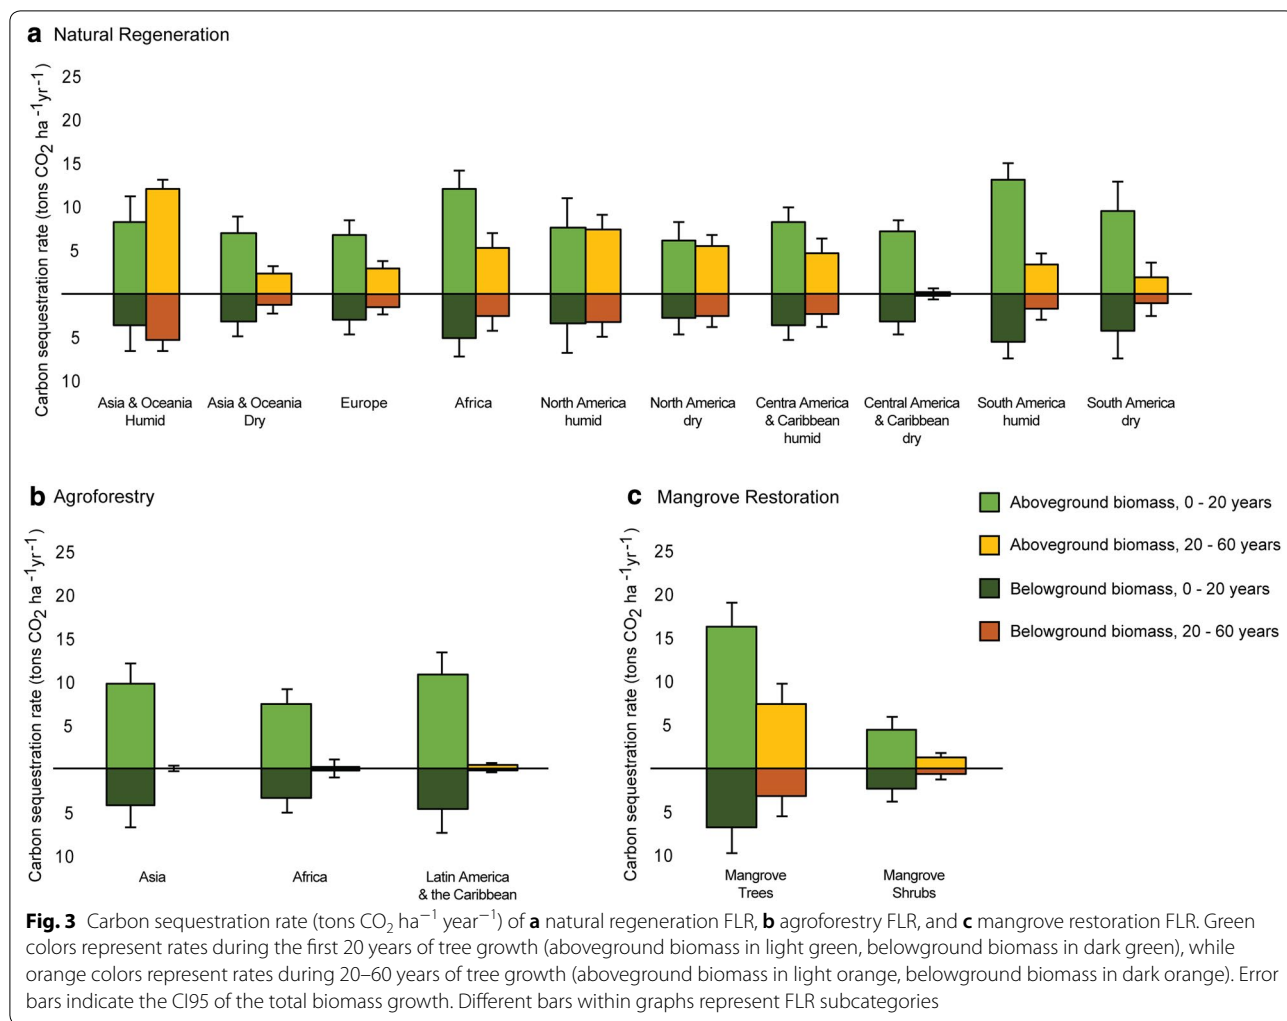 a Natural Regeneration
Carbon sequestration rate (tons CO2 ha -1yr-1)
25
20
15
10
5
5
10
Asia & Oceania
Humid
Asia & Oceania
Dry
Europe
Africa
North America
humid
North America
dry
Centra America
& Caribbean
humid
Central America
& Caribbean
dry
South America
humid
South America
dry
b Agroforestry
Carbon sequestration rate (tons CO2 ha -1yr-1)
25
20
15
10
5
5
10
Asia
Africa
Latin America
& the Caribbean
c Mangrove Restoration
Carbon sequestration rate (tons CO2 ha -1yr-1)
25
20
15
10
5
5
10
Mangrove
Trees
Mangrove
Shrubs
Aboveground biomass, 0 - 20 years
Aboveground biomass, 20 - 60 years
Belowground biomass, 0 - 20 years
Belowground biomass, 20 - 60 years
Fig. 3 Carbon sequestration rate (tons CO2 ha−1 year−1) of a natural regeneration FLR, b agroforestry FLR, and c mangrove restoration FLR. Green
colors represent rates during the first 20 years of tree growth (aboveground biomass in light green, belowground biomass in dark green), while
orange colors represent rates during 20–60 years of tree growth (aboveground biomass in light orange, belowground biomass in dark orange). Error
bars indicate the CI95 of the total biomass growth. Different bars within graphs represent FLR subcategories